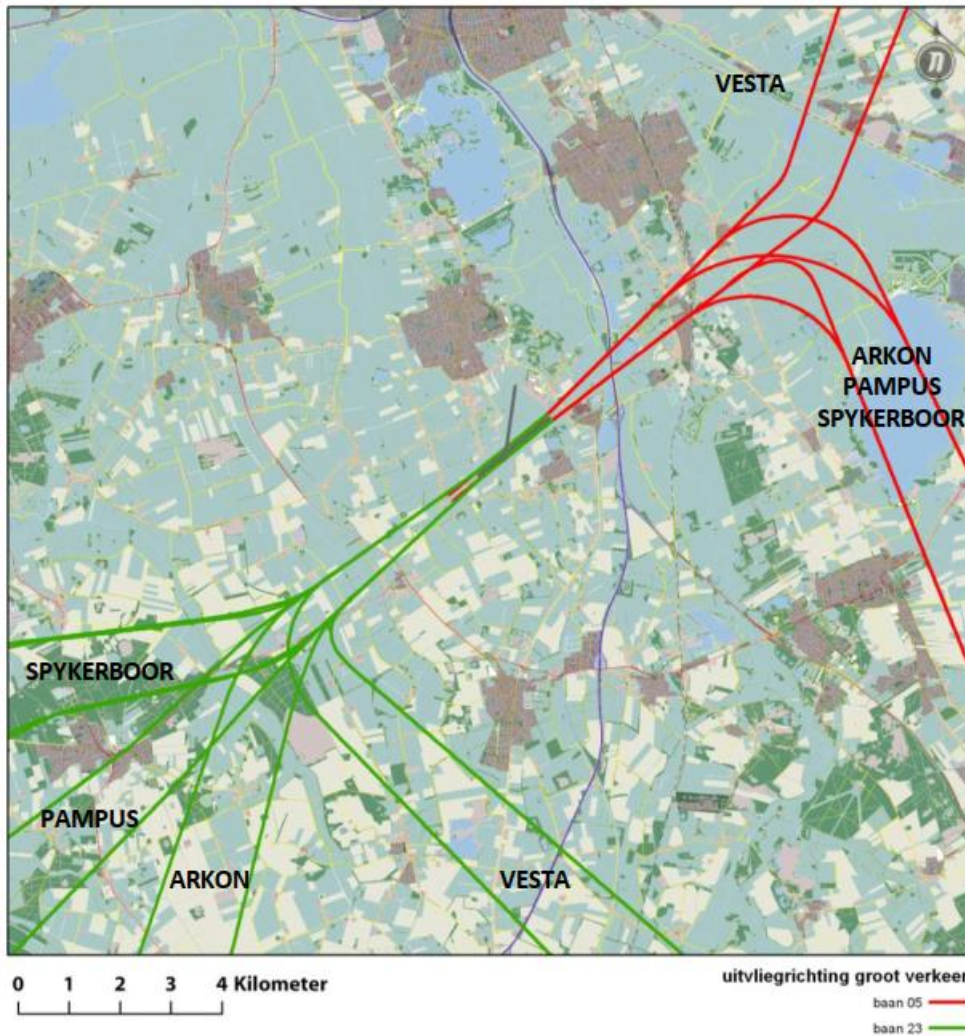 VESTA
ARKON
PAMPUS
SPYKERBOOR
SPYKERBOOR
PAMPUS
ARKON
VESTA
0 1 2 3 4 Kilometer
uitvliegrichting groot verkeer
baan 05
baan 23